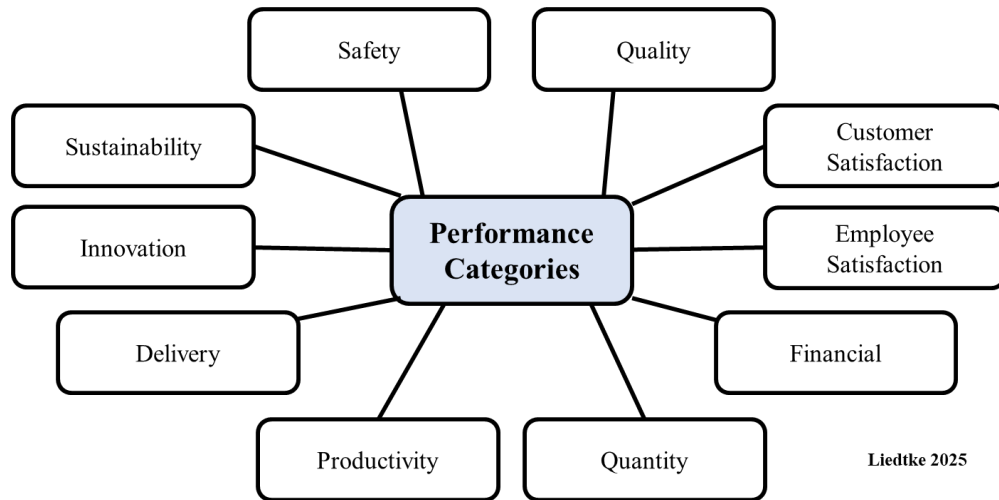 Safety
Quality
Sustainability
Customer
Satisfaction
Performance
Categories
Innovation
Employee
Satisfaction
Delivery
Financial
Productivity
Quantity
Liedtke 2025